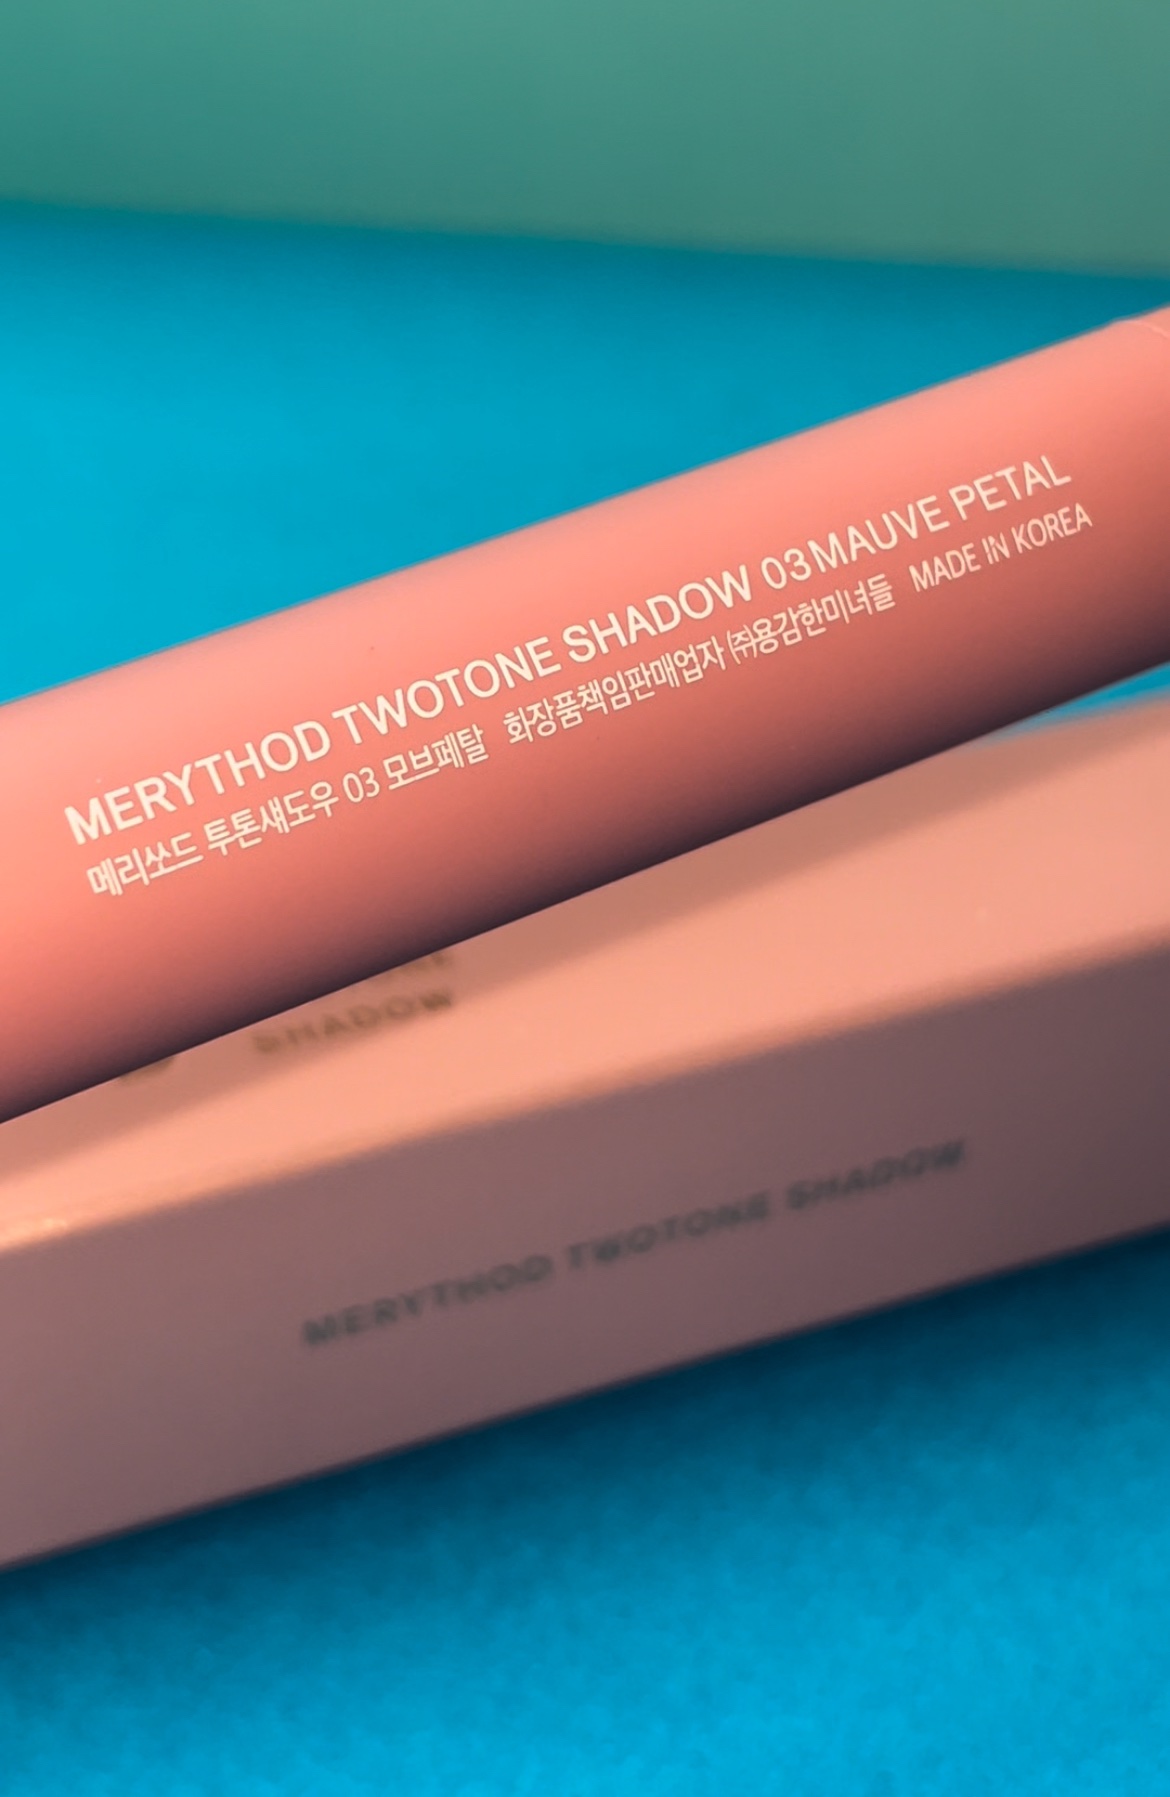 MERYTHOD TWOTONE SHADOW 03 MAUVE PETAL
메리쏘드 투톤섀도우 03 모브페탈 화장품책임판매업자 ㈜용감한미녀들 MADE IN KOREA
SHADOW
MERYTHOD TWOTONE SHADOW